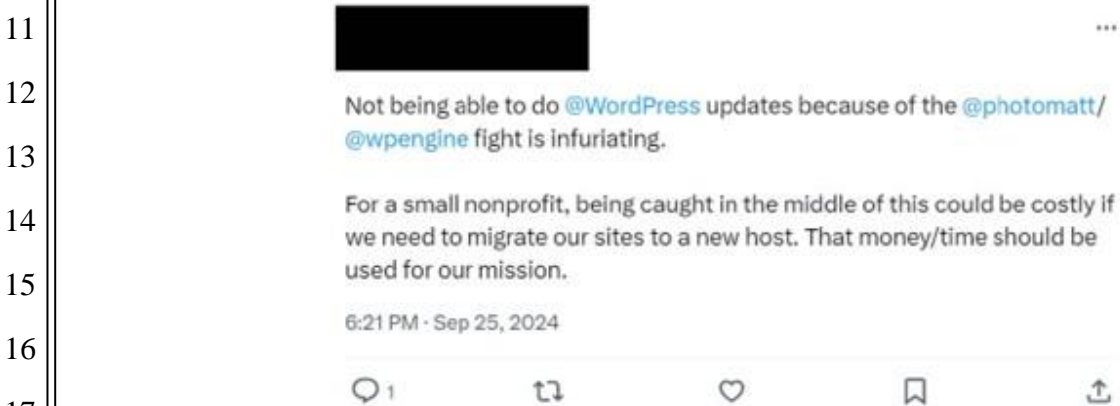 11
...
12
Not being able to do @WordPress updates because of the @photomatt/
@wpengine fight is infuriating.
13
For a small nonprofit, being caught in the middle of this could be costly if
14
we need to migrate our sites to a new host. That money/time should be
used for our mission.
15
6:21 PM · Sep 25, 2024
16
1
17